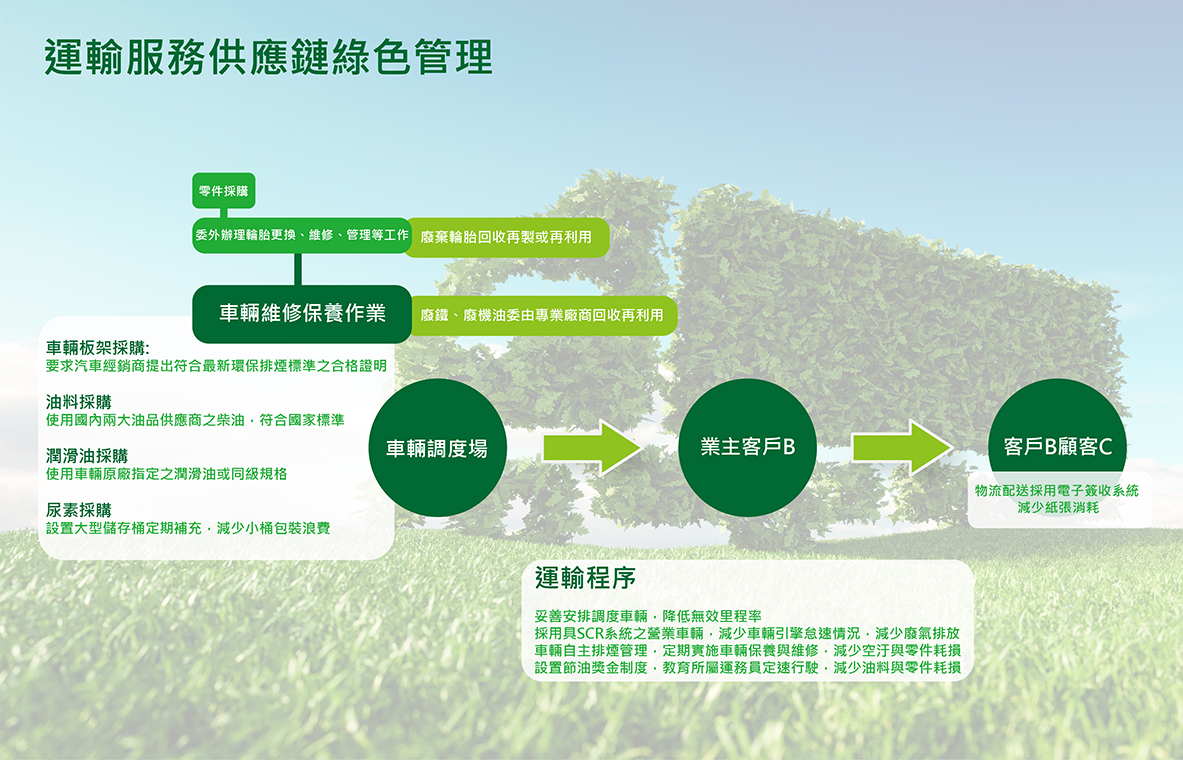 運輸服務供應鏈綠色管理
零件採購
委外辦理輪胎更換、維修、管理等工作
廢棄輪胎回收再製或再利用
車輛維修保養作業
廢鐵、廢機油委由專業廠商回收再利用
車輛板架採購:
要求汽車經銷商提出符合最新環保排煙標準之合格證明
油料採購
使用國內兩大油品供應商之柴油，符合國家標準
潤滑油採購
使用車輛原廠指定之潤滑油或同級規格
尿素採購
設置大型儲存桶定期補充，減少小桶包裝浪費
車輛調度場
業主客戶B
客戶B顧客C
物流配送採用電子簽收系統
減少紙張消耗
運輸程序
妥善安排調度車輛，降低無效里程率
採用具SCR系統之營業車輛，減少車輛引擎怠速情況，減少廢氣排放
車輛自主排煙管理，定期實施車輛保養與維修，減少空汙與零件耗損
設置節油獎金制度，教育所屬運務員定速行駛，減少油料與零件耗損